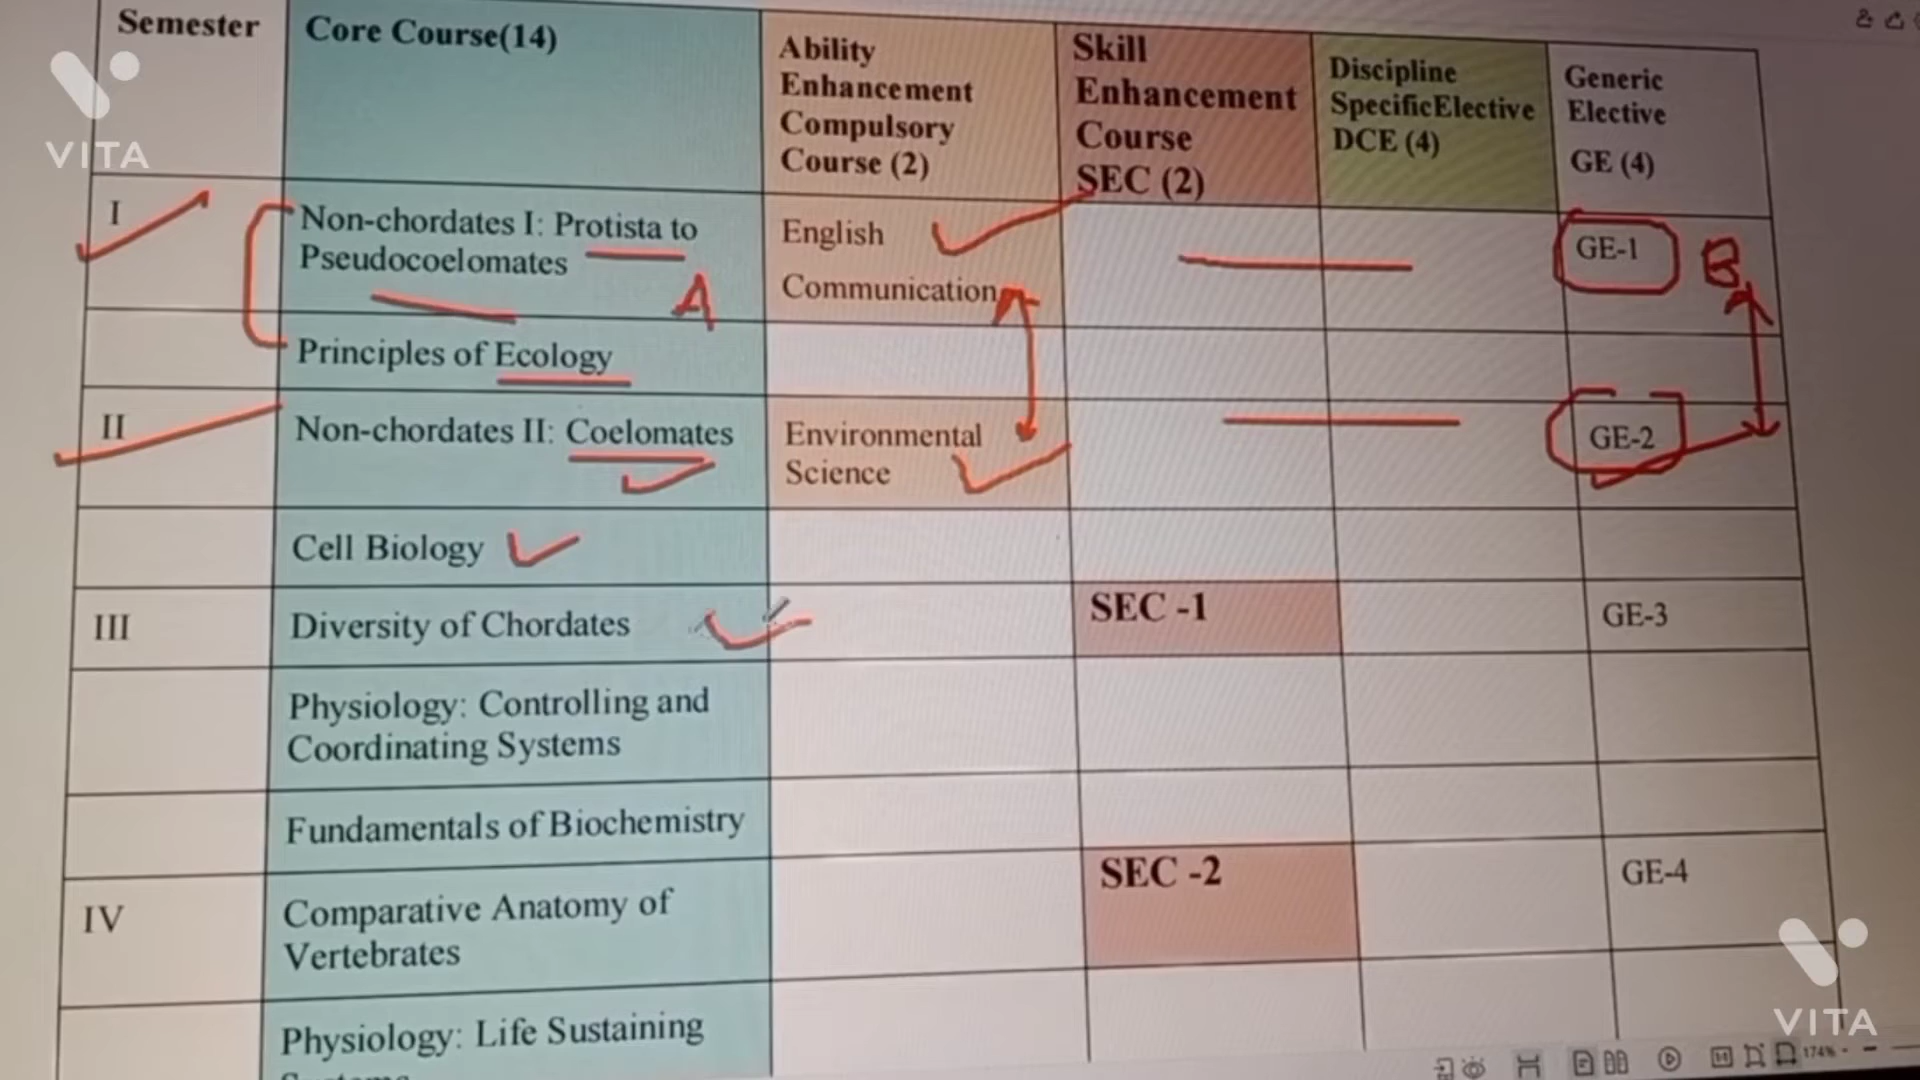 Semester
Core Course(14)
Ability
Enhancement
Compulsory
Course (2)
Skill
Enhancement
Course
SEC (2)
Discipline
SpecificElective
DCE (4)
Generic
Elective
GE (4)
VITA
I
Non-chordates I: Protista to
Pseudocoelomates
A
English
Communication
GE-1
B
Principles of Ecology
II
Non-chordates II: Coelomates
Environmental
Science
GE-2
Cell Biology
III
Diversity of Chordates
SEC -1
GE-3
Physiology: Controlling and
Coordinating Systems
Fundamentals of Biochemistry
IV
Comparative Anatomy of
Vertebrates
SEC -2
GE-4
Physiology: Life Sustaining
VITA
174%